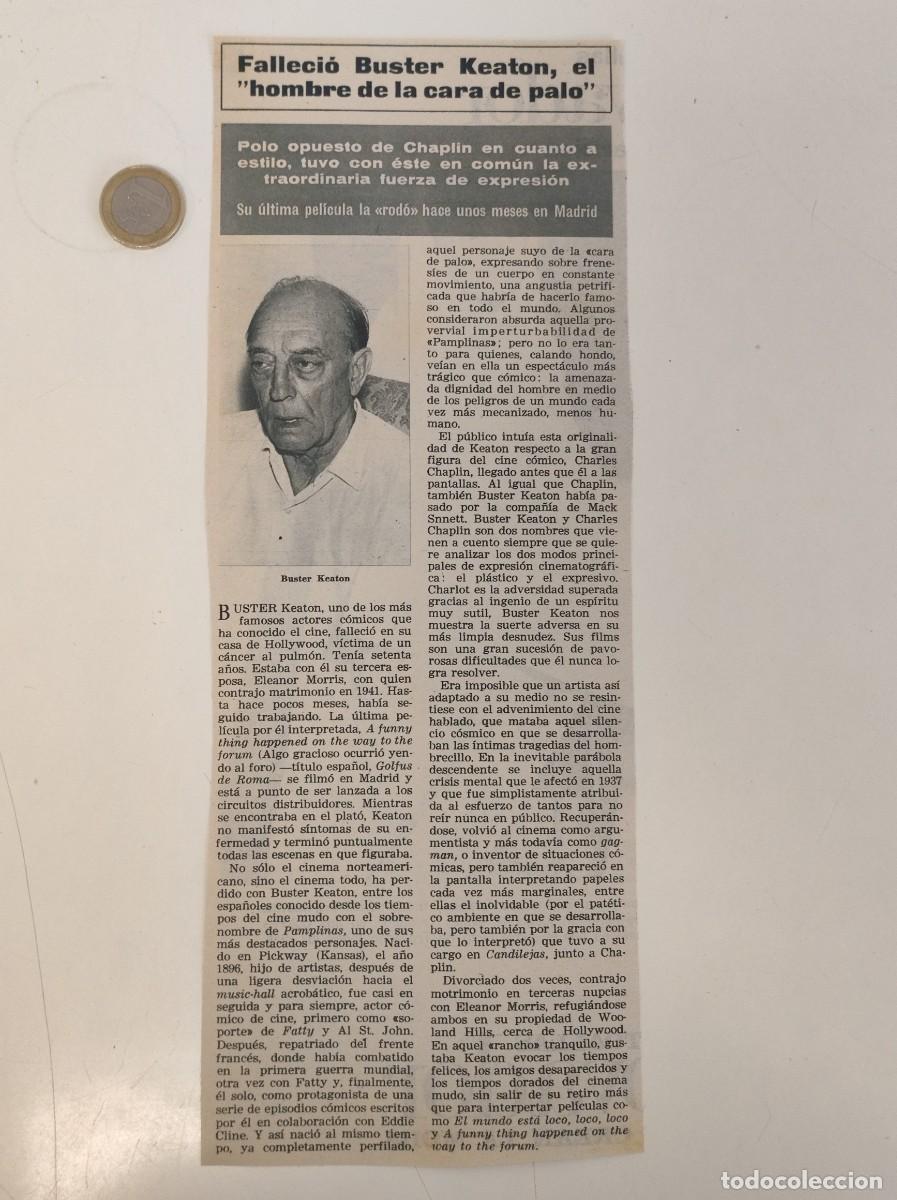 Falleció Buster Keaton, el
"hombre de la cara de palo"
Polo opuesto de Chaplin en cuanto a
estilo, tuvo con éste en común la ex-
traordinaria fuerza de expresión
Su última película la «rodó» hace unos meses en Madrid
Buster Keaton
BUSTER Keaton, uno de los más
famosos actores cómicos que
ha conocido el cine, falleció en su
casa de Hollywood, víctima de un
cáncer al pulmón. Tenía setenta
años. Estaba con él su tercera es-
posa, Eleanor Morris, con quien
contrajo matrimonio en 1941. Has-
ta hace pocos meses, había se-
guido trabajando. La última pe-
lícula por él interpretada, A funny
thing happened on the way to the
forum (Algo gracioso ocurrió yen-
do al foro) —título español, Golfus
de Roma— se filmó en Madrid y
está a punto de ser lanzada a los
circuitos distribuidores. Mientras
se encontraba en el plató, Keaton
no manifestó síntomas de su en-
fermedad y terminó puntualmente
todas las escenas en que figuraba.
No sólo el cinema norteameri-
cano, sino el cinema todo, ha per-
dido con Buster Keaton, entre los
españoles conocido desde los tiem-
pos del cine mudo con el sobre-
nombre de Pamplinas, uno de sus
más destacados personajes. Naci-
do en Pickway (Kansas), el año
1896, hijo de artistas, después de
una ligera desviación hacia el
music-hall acrobático, fue casi en
seguida y para siempre, actor có-
mico de cine, primero como «so-
porte» de Fatty y Al St. John.
Después, repatriado del frente
francés, donde había combatido
en la primera guerra mundial,
otra vez con Fatty y, finalmente,
él solo, como protagonista de una
serie de episodios cómicos escritos
por él en colaboración con Eddie
Cline. Y así nació al mismo tiem-
po, ya completamente perfilado,
aquel personaje suyo de la «cara
de palo», expresando sobre frene-
síes de un cuerpo en constante
movimiento, una angustia petrifi-
cada que habría de hacerlo famo-
so en todo el mundo. Algunos
consideraron absurda aquella pro-
vervial imperturbabilidad de
«Pamplinas»; pero no lo era tan-
to para quienes, calando hondo,
veían en ella un espectáculo más
trágico que cómico: la amenaza-
da dignidad del hombre en medio
de los peligros de un mundo cada
vez más mecanizado, menos hu-
mano.
El público intuía esta originali-
dad de Keaton respecto a la gran
figura del cine cómico, Charles
Chaplin, llegado antes que él a las
pantallas. Al igual que Chaplin,
también Buster Keaton había pa-
sado por la compañía de Mack
Snnett. Buster Keaton y Charles
Chaplin son dos nombres que vie-
nen a cuento siempre que se quie-
re analizar los dos modos princi-
pales de expresión cinematográfi-
ca: el plástico y el expresivo.
Charlot es la adversidad superada
gracias al ingenio de un espíritu
muy sutil, Buster Keaton nos
muestra la suerte adversa en su
más limpia desnudez. Sus films
son una gran sucesión de pavo-
rosas dificultades que él nunca lo-
gra resolver.
Era imposible que un artista así
adaptado a su medio no se resin-
tiese con el advenimiento del cine
hablado, que mataba aquel silen-
cio cósmico en que se desarrolla-
ban las íntimas tragedias del hom-
brecillo. En la inevitable parábola
descendente se incluye aquella
crisis mental que le afectó en 1937
y que fue simplistamente atribui-
da al esfuerzo de tantos para no
reír nunca en público. Recuperán-
dose, volvió al cinema como argu-
mentista y más todavía como gag-
man, o inventor de situaciones có-
micas, pero también reapareció en
la pantalla interpretando papeles
cada vez más marginales, entre
ellas el inolvidable (por el patéti-
co ambiente en que se desarrolla-
ba, pero también por la gracia con
que lo interpretó) que tuvo a su
cargo en Candilejas, junto a Cha-
plin.
Divorciado dos veces, contrajo
motrimonio en terceras nupcias
con Eleanor Morris, refugiándose
ambos en su propiedad de Woo-
land Hills, cerca de Hollywood.
En aquel «rancho» tranquilo, gus-
taba Keaton evocar los tiempos
felices, los amigos desaparecidos y
los tiempos dorados del cinema
mudo, sin salir de su retiro más
que para interpertar películas co-
mo El mundo está loco, loco, loco
y A funny thing happened on the
way to the forum.
todocoleccion